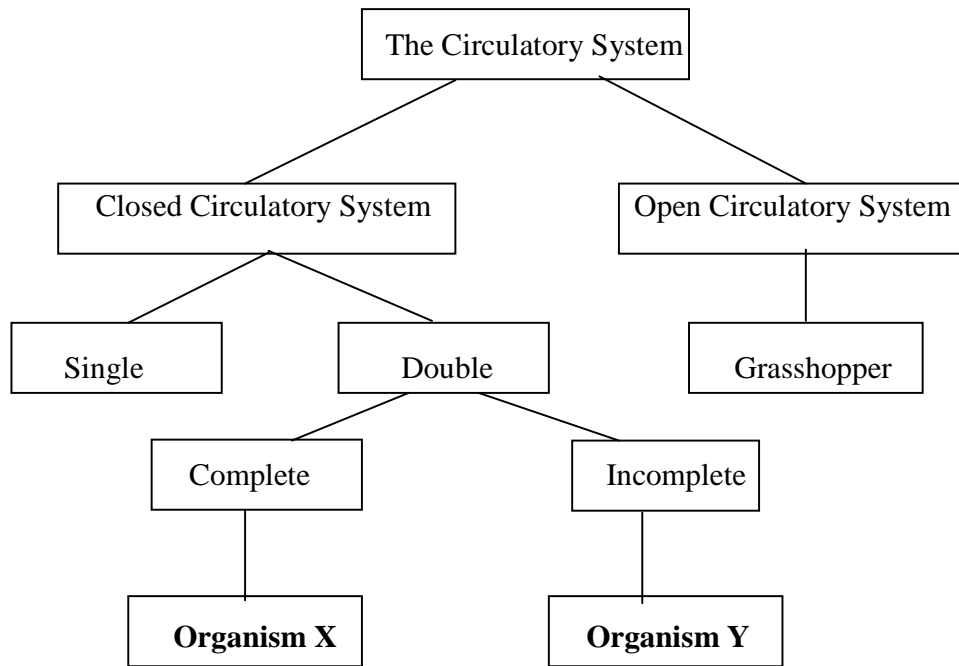 The Circulatory System
Closed Circulatory System
Open Circulatory System
Single
Double
Grasshopper
Complete
Incomplete
Organism X
Organism Y